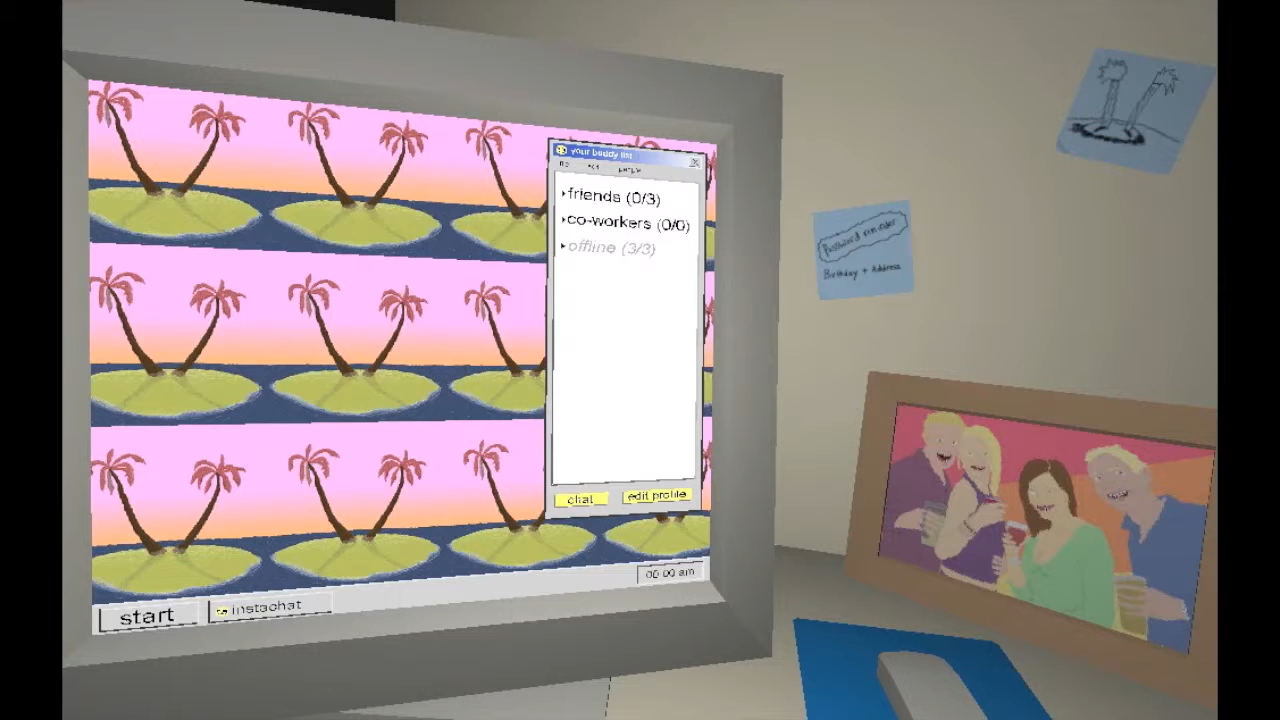 your buddy list
people
friends (0/3)
co-workers (0/0)
offline (3/3)
chat
edit profile
00:00 am
start
instachat
Password reminder
Birthday + Address